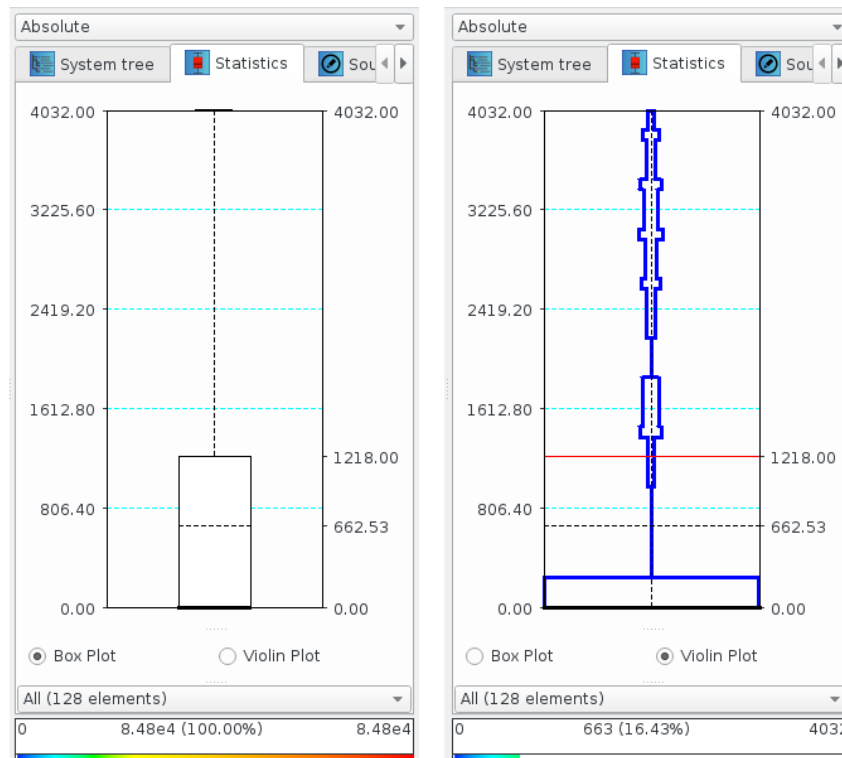 Absolute
System tree Statistics Sou
4032.00 4032.00
3225.60
2419.20
1612.80
1218.00
806.40
662.53
0.00 0.00
Box Plot Violin Plot
All (128 elements)
0 8.48e4 (100.00%) 8.48e4
Absolute
System tree Statistics Sou
4032.00 4032.00
3225.60
2419.20
1612.80
1218.00
806.40
662.53
0.00 0.00
Box Plot Violin Plot
All (128 elements)
0 663 (16.43%)